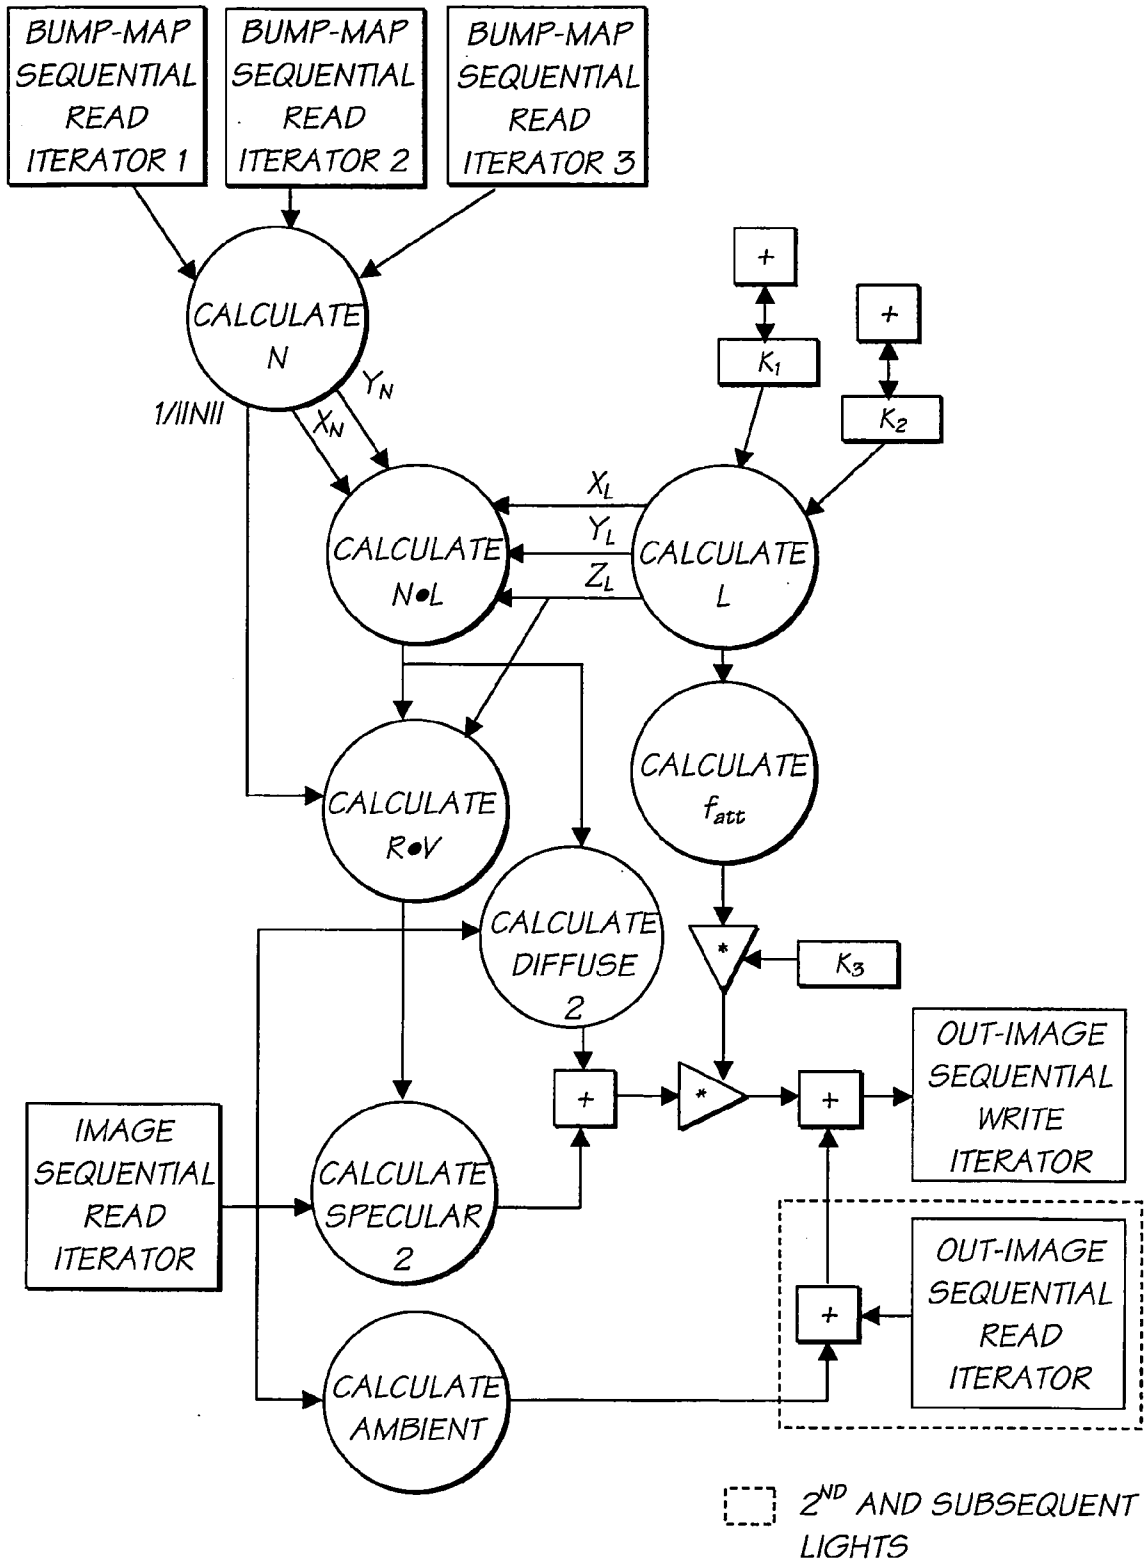 BUMP-MAP
SEQUENTIAL
READ
ITERATOR 1
BUMP-MAP
SEQUENTIAL
READ
ITERATOR 2
BUMP-MAP
SEQUENTIAL
READ
ITERATOR 3
+
+
CALCULATE
N
K₁
K₂
1/||N||
X_N
Y_N
X_L
Y_L
Z_L
CALCULATE
N•L
CALCULATE
L
CALCULATE
f_att
CALCULATE
R•V
CALCULATE
DIFFUSE
2
*
K₃
OUT-IMAGE
SEQUENTIAL
WRITE
ITERATOR
+
*
+
IMAGE
SEQUENTIAL
READ
ITERATOR
CALCULATE
SPECULAR
2
OUT-IMAGE
SEQUENTIAL
READ
ITERATOR
+
CALCULATE
AMBIENT
2ND AND SUBSEQUENT
LIGHTS